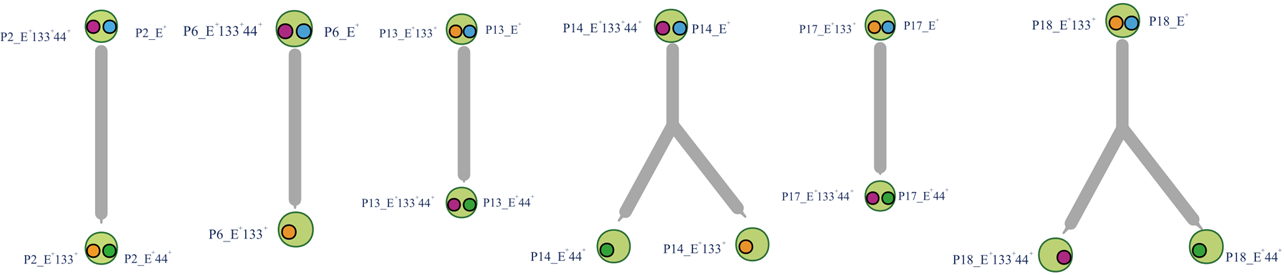 P2_E⁺133⁺44⁺ P2_E⁺
P6_E⁺133⁺44⁺ P6_E⁺
P13_E⁺133⁺ P13_E⁺
P14_E⁺133⁺44⁺ P14_E⁺
P17_E⁺133⁺ P17_E⁺
P18_E⁺133⁺ P18_E⁺
P2_E⁺133⁺ P2_E⁺44⁺
P6_E⁺133⁺
P13_E⁺133⁺44⁺ P13_E⁺44⁺
P14_E⁺44⁺ P14_E⁺133⁺
P17_E⁺133⁺44⁺ P17_E⁺44⁺
P18_E⁺133⁺44⁺ P18_E⁺44⁺